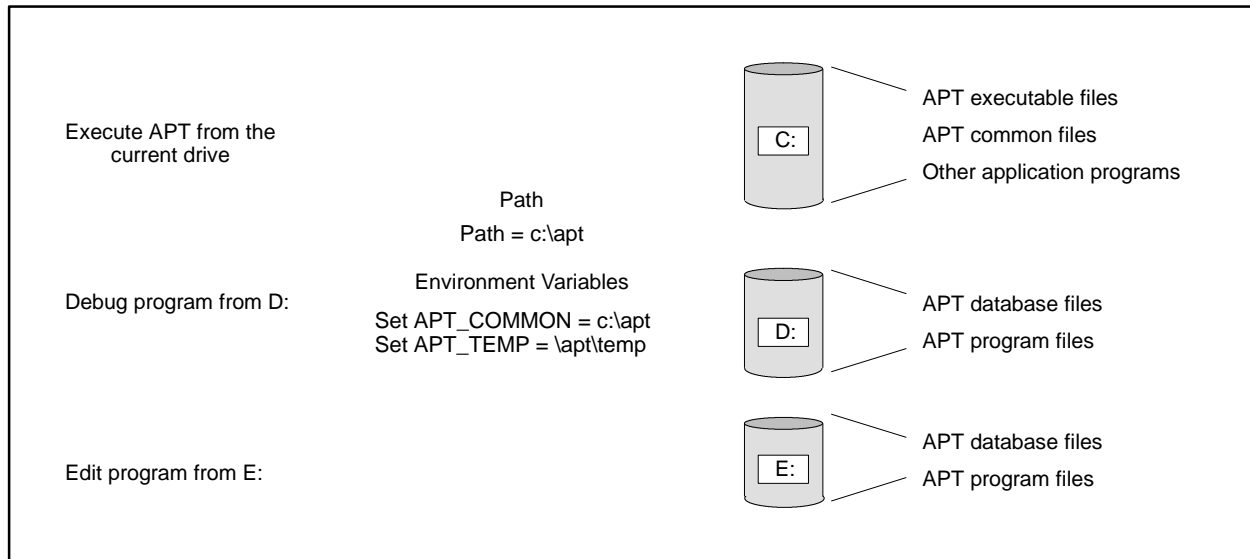 Execute APT from the
current drive
Path
Path = c:\apt
Environment Variables
Debug program from D:
Set APT_COMMON = c:\apt
Set APT_TEMP = \apt\temp
Edit program from E:
C:
APT executable files
APT common files
Other application programs
D:
APT database files
APT program files
E:
APT database files
APT program files